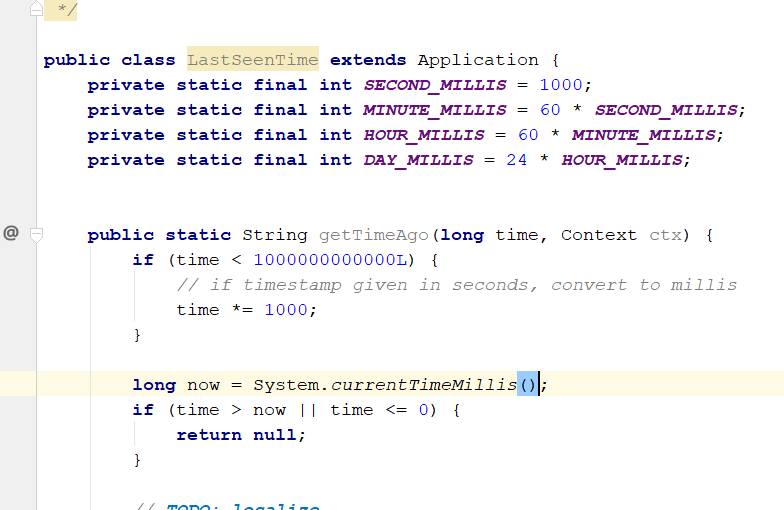 */
public class LastSeenTime extends Application {
private static final int SECOND_MILLIS = 1000;
private static final int MINUTE_MILLIS = 60 * SECOND_MILLIS;
private static final int HOUR_MILLIS = 60 * MINUTE_MILLIS;
private static final int DAY_MILLIS = 24 * HOUR_MILLIS;
@ public static String getTimeAgo(long time, Context ctx) {
if (time < 1000000000000L) {
// if timestamp given in seconds, convert to millis
time *= 1000;
}
long now = System.currentTimeMillis();
if (time > now || time <= 0) {
return null;
}
// TODO: localize